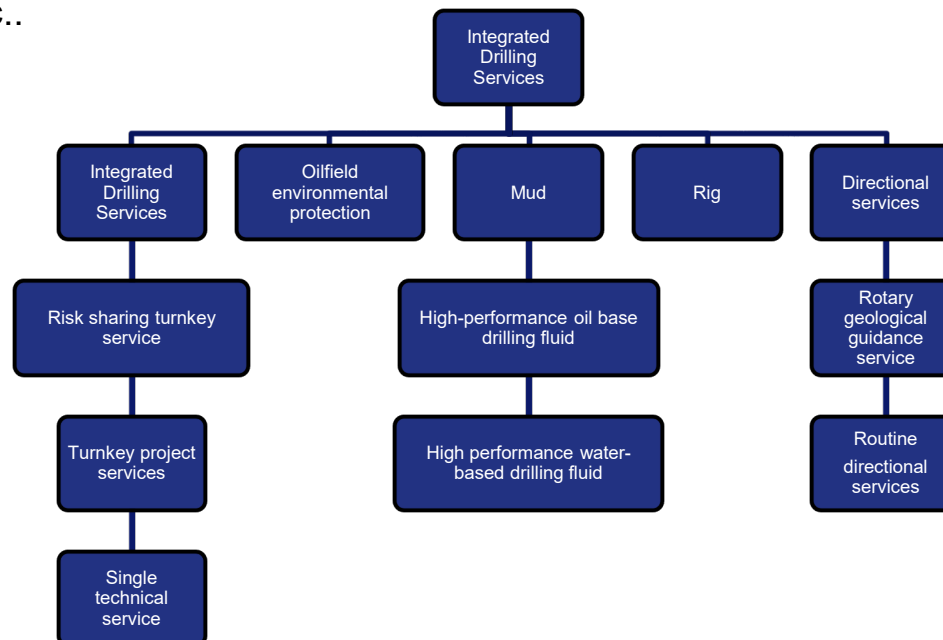 Integrated
Drilling
Services
Integrated
Drilling
Services
Oilfield
environmental
protection
Mud
Rig
Directional
services
Risk sharing turnkey
service
High-performance oil base
drilling fluid
Rotary
geological
guidance
service
Turnkey project
services
High performance water-
based drilling fluid
Routine
directional
services
Single
technical
service